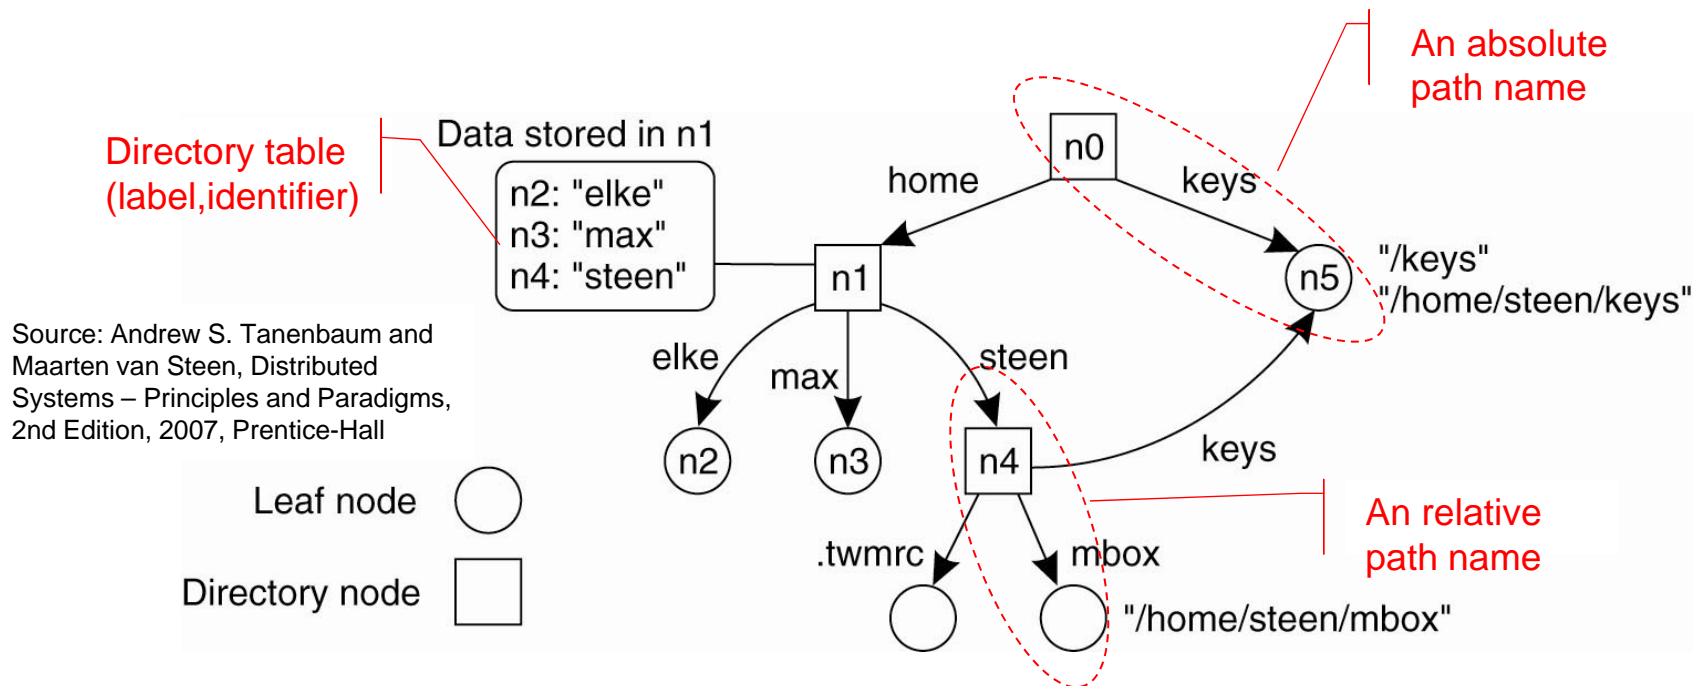 An absolute
path name
Directory table
(label,identifier)
Data stored in n1
n2: "elke"
n3: "max"
n4: "steen"
n0
home
keys
n1
n5
"/keys"
"/home/steen/keys"
Source: Andrew S. Tanenbaum and
Maarten van Steen, Distributed
Systems – Principles and Paradigms,
2nd Edition, 2007, Prentice-Hall
elke
max
steen
n2
n3
n4
keys
Leaf node
Directory node
.twmrc
mbox
"/home/steen/mbox"
An relative
path name